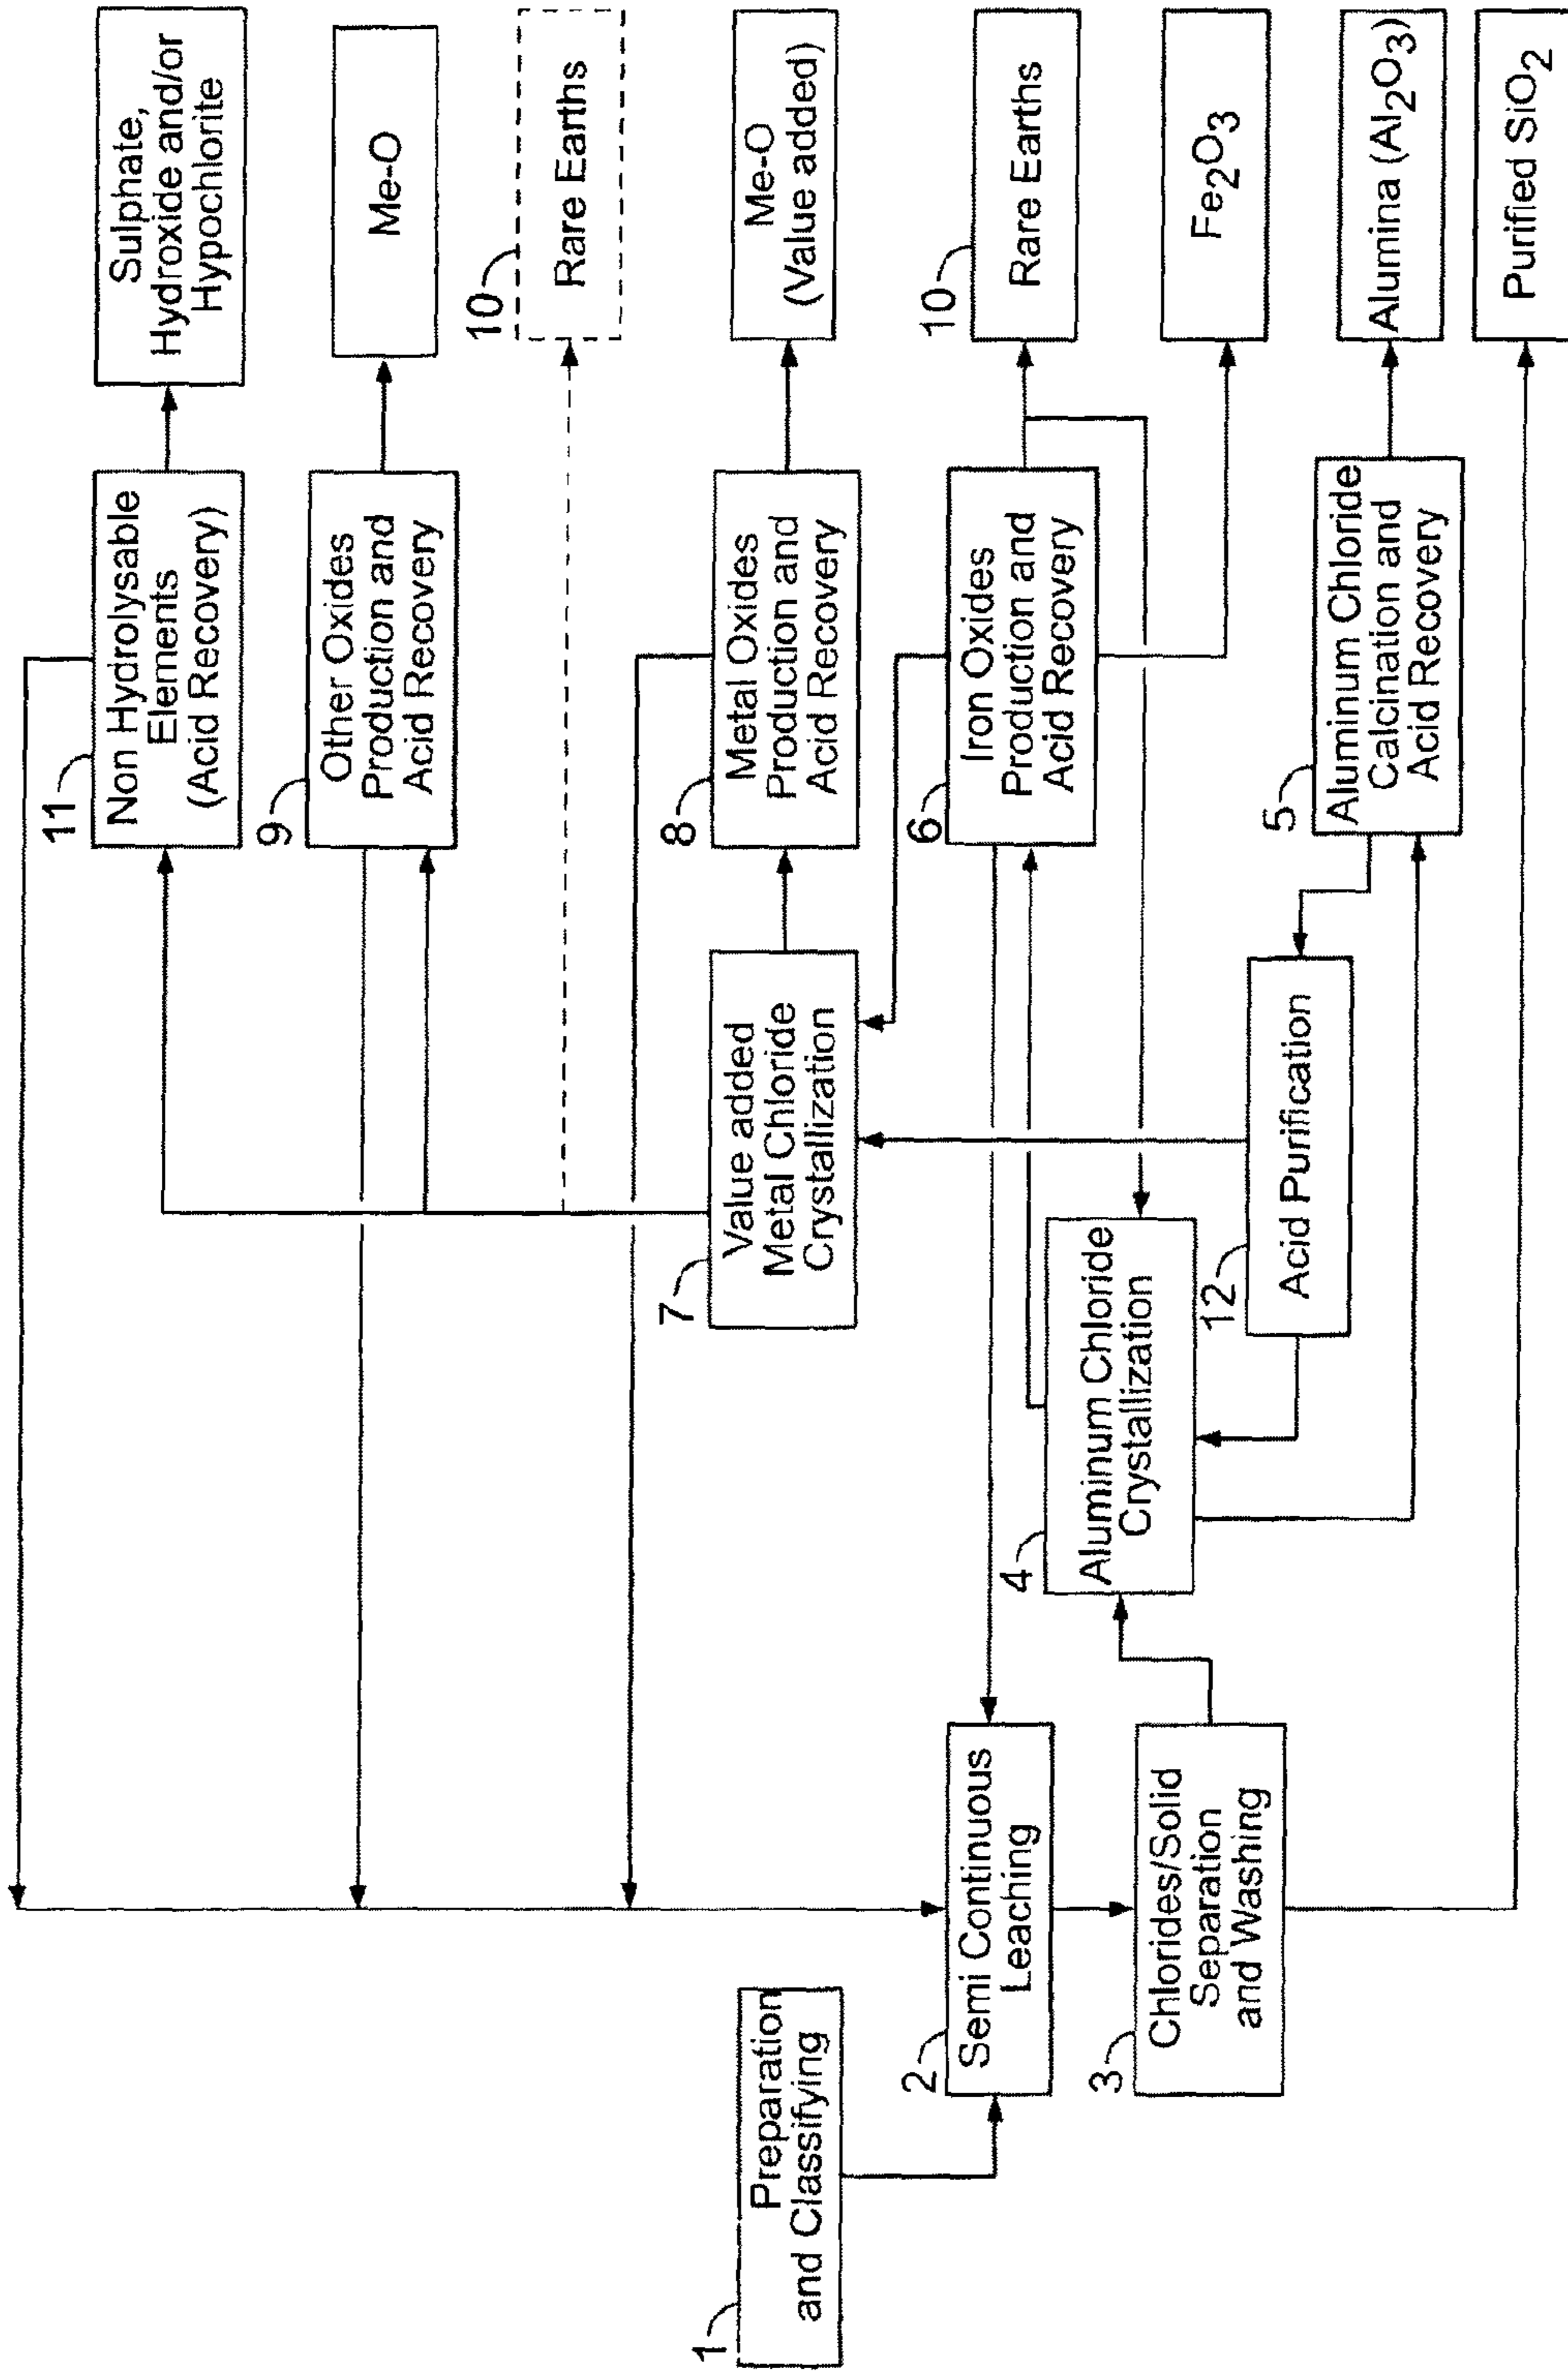 1
Preparation
and Classifying
2
Semi Continuous
Leaching
3
Chlorides/Solid
Separation
and Washing
4
Aluminum Chloride
Crystallization
12
Acid Purification
7
Value added
Metal Chloride
Crystallization
11
Non Hydrolysable
Elements
(Acid Recovery)
9
Other Oxides
Production and
Acid Recovery
8
Metal Oxides
Production and
Acid Recovery
6
Iron Oxides
Production and
Acid Recovery
5
Aluminum Chloride
Calcination and
Acid Recovery
Sulphate,
Hydroxide and/or
Hypochlorite
Me-O
10
Rare Earths
Me-O
(Value added)
10
Rare Earths
Fe2O3
Alumina (Al2O3)
Purified SiO2